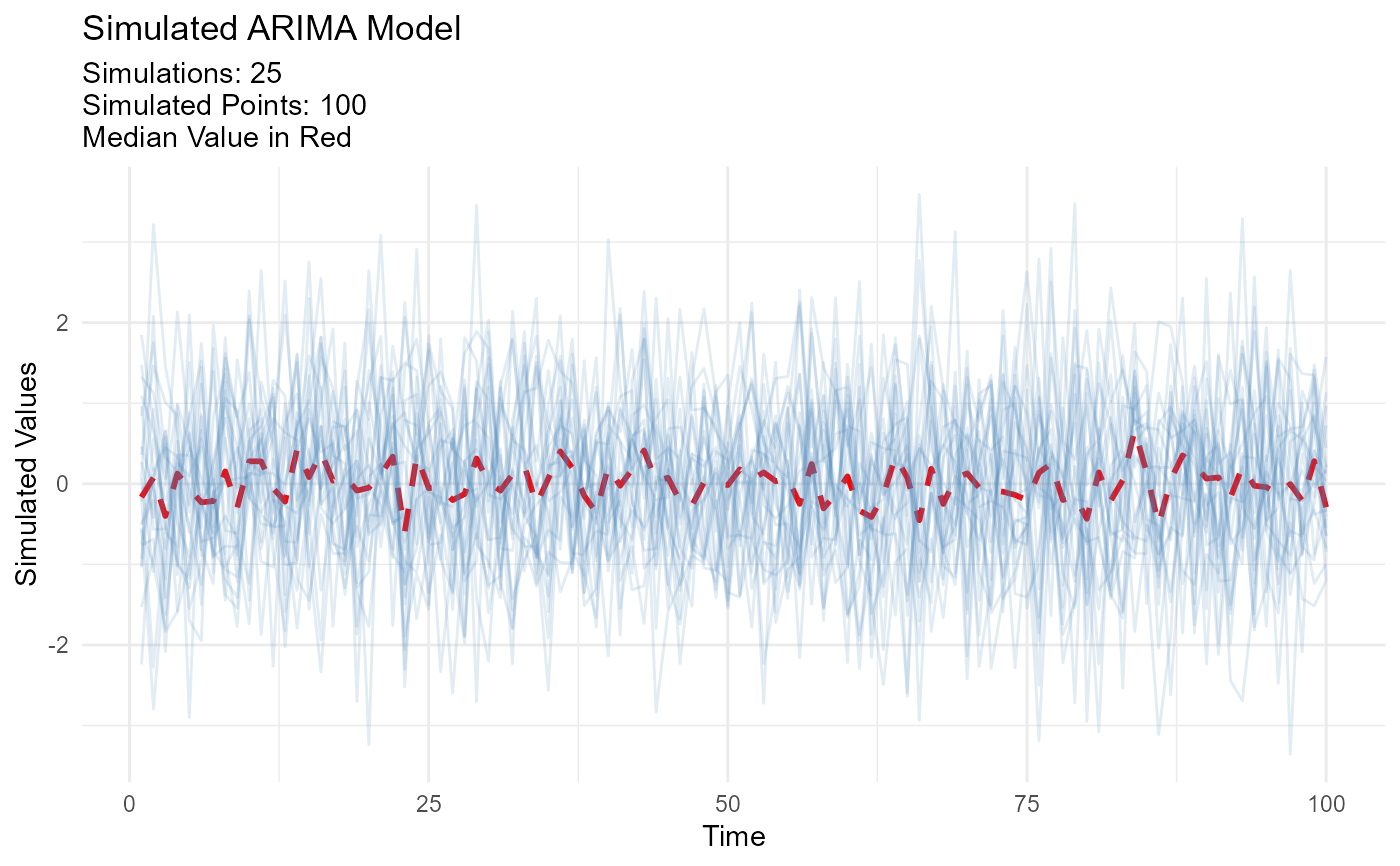 Simulated ARIMA Model
Simulations: 25
Simulated Points: 100
Median Value in Red
Simulated Values
2
0
-2
0
25
50
75
100
Time